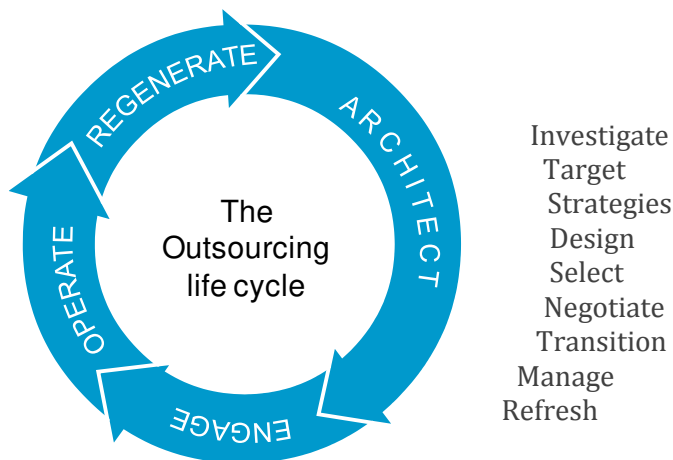 REGENERATE
ARCHITECT
ENGAGE
OPERATE
The
Outsourcing
life cycle
Investigate
Target
Strategies
Design
Select
Negotiate
Transition
Manage
Refresh